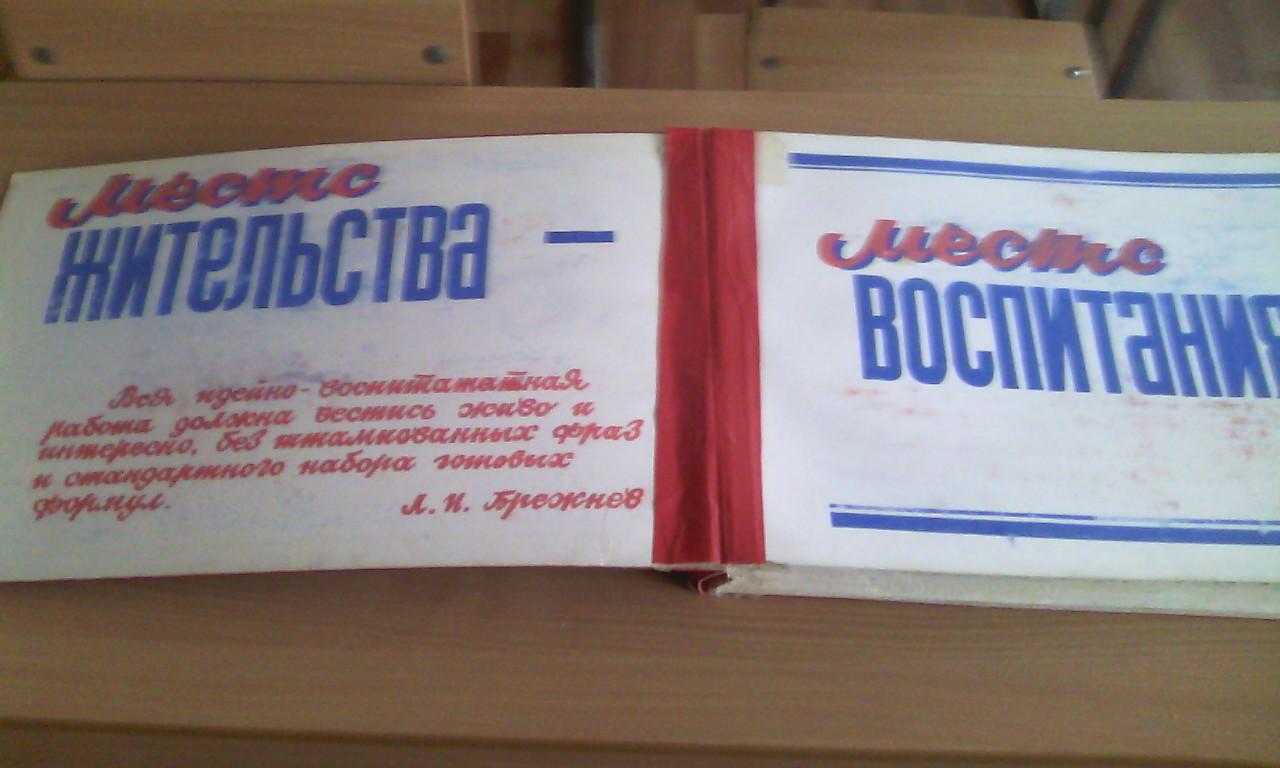 Место
ЖИТЕЛЬСТВА —
Вся идейно-воспитательная
работа должна вестись живо и
интересно, без штампованных фраз
и стандартного набора готовых
формул.
Л. И. Брежнев
Место
ВОСПИТАНИЯ